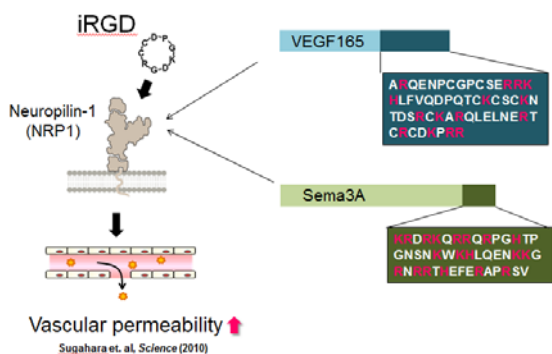 iRGD
CRGDKGPDC
Neuropilin-1
(NRP1)
Vascular permeability
Sugahara et. al, Science (2010)
VEGF165
ARQENPCGPCSERRK
HLFVQDPQTCKCSCKN
TDSRCKARQLELNERT
CRCDKPRR
Sema3A
KRDRKQRRQRPGHTP
GNSNKWKHLQENKKG
RNRRTHEFERAPRSV